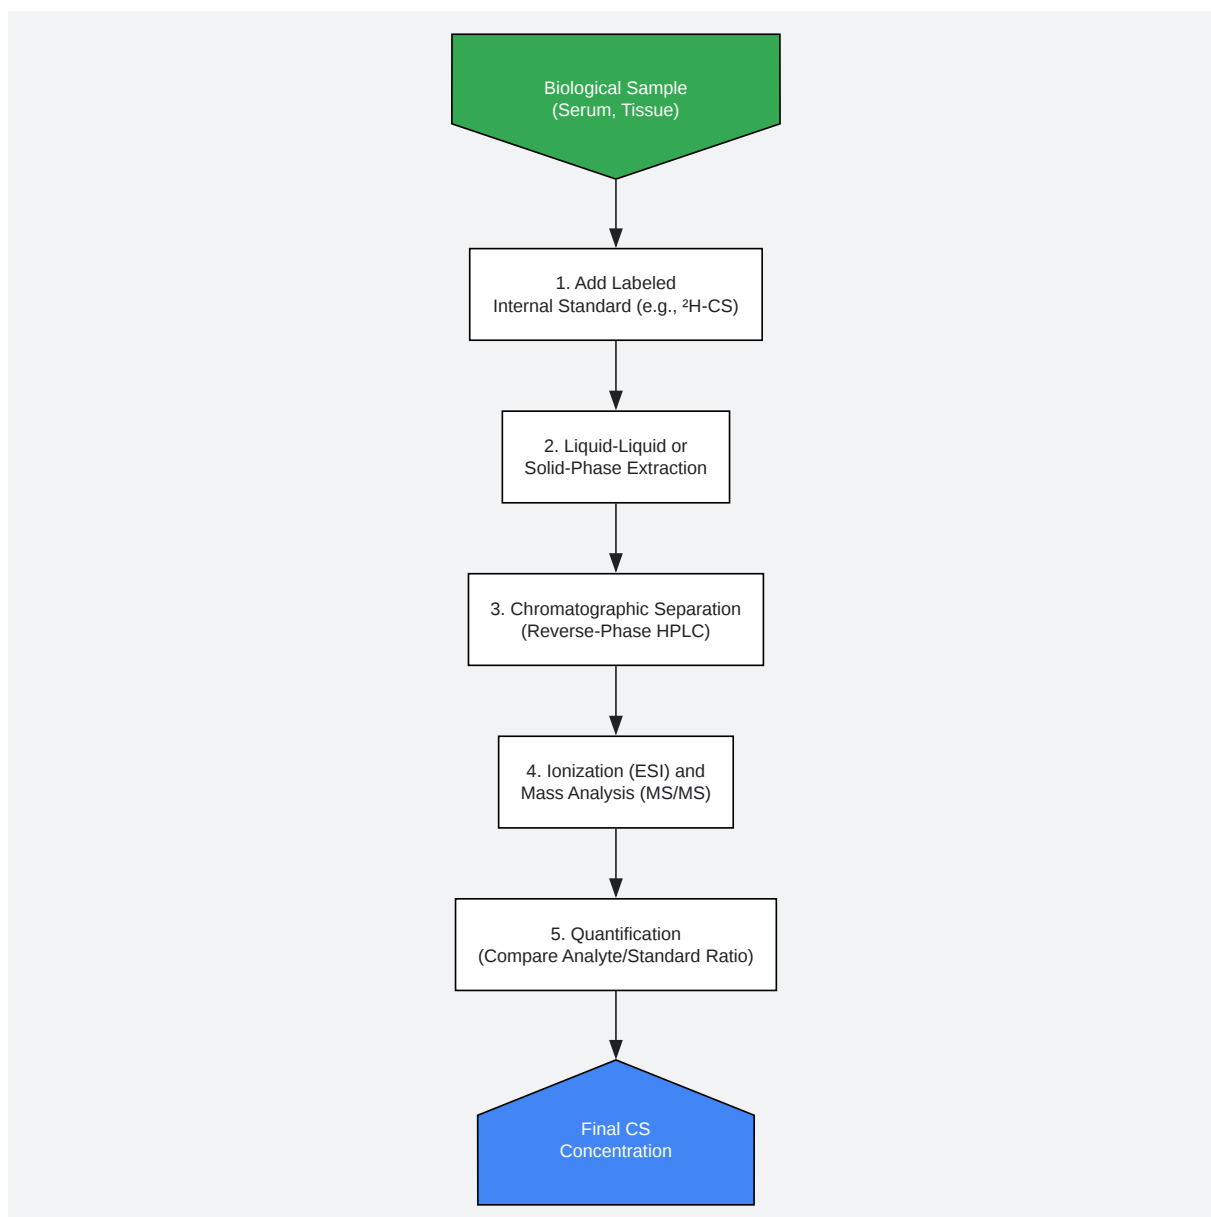 Biological Sample
(Serum, Tissue)
1. Add Labeled
Internal Standard (e.g., ²H-CS)
2. Liquid-Liquid or
Solid-Phase Extraction
3. Chromatographic Separation
(Reverse-Phase HPLC)
4. Ionization (ESI) and
Mass Analysis (MS/MS)
5. Quantification
(Compare Analyte/Standard Ratio)
Final CS
Concentration